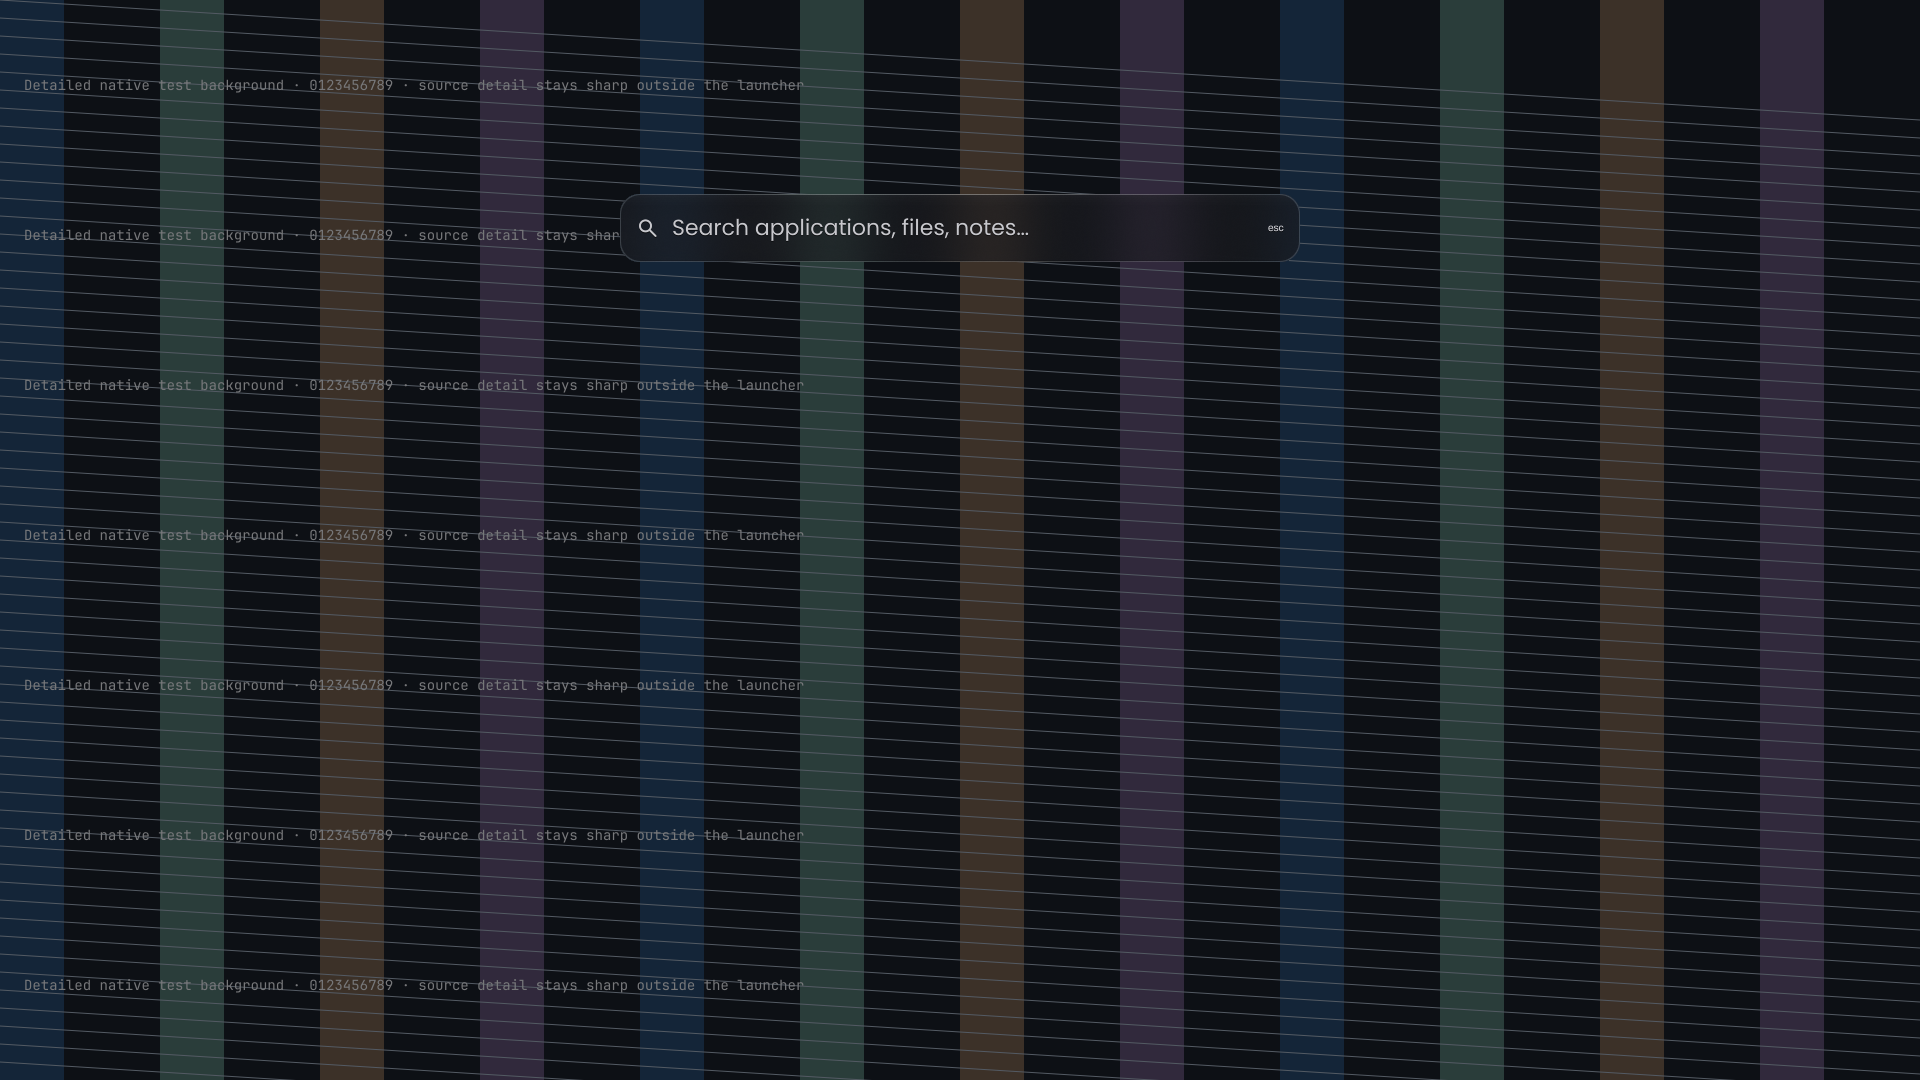 Detailed native test background · 0123456789 · source detail stays sharp outside the launcher
Search applications, files, notes...
esc
Detailed native test background · 0123456789 · source detail stays shar
Detailed native test background · 0123456789 · source detail stays sharp outside the launcher
Detailed native test background · 0123456789 · source detail stays sharp outside the launcher
Detailed native test background · 0123456789 · source detail stays sharp outside the launcher
Detailed native test background · 0123456789 · source detail stays sharp outside the launcher
Detailed native test background · 0123456789 · source detail stays sharp outside the launcher